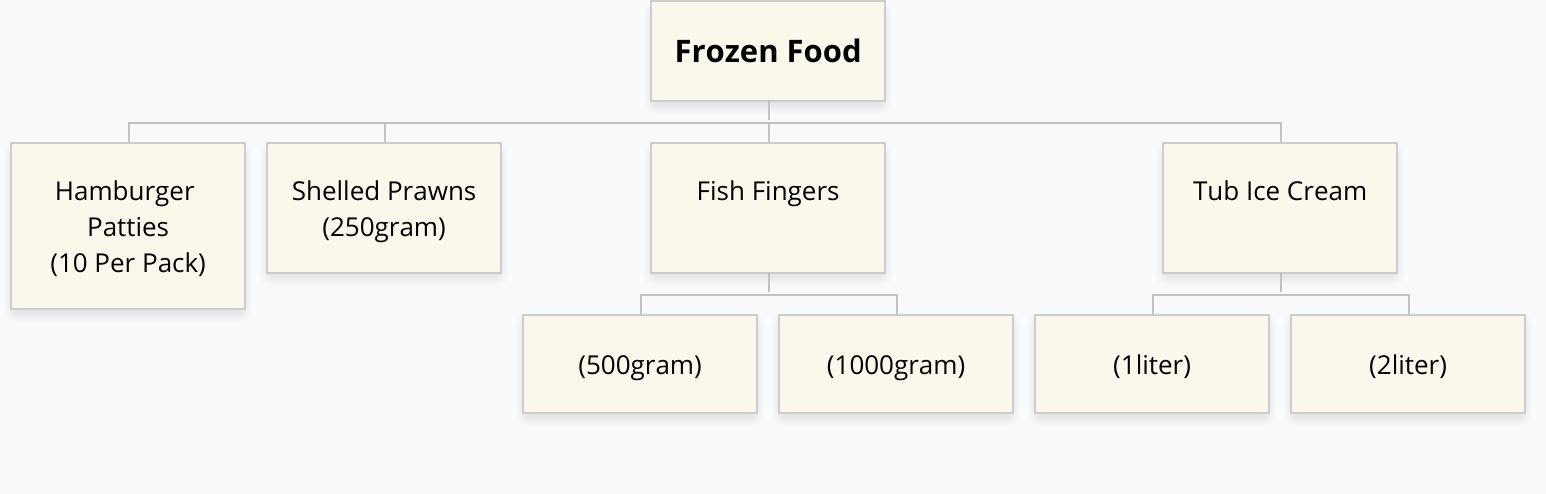 Frozen Food
Hamburger
Patties
(10 Per Pack)
Shelled Prawns
(250gram)
Fish Fingers
Tub Ice Cream
(500gram)
(1000gram)
(1liter)
(2liter)